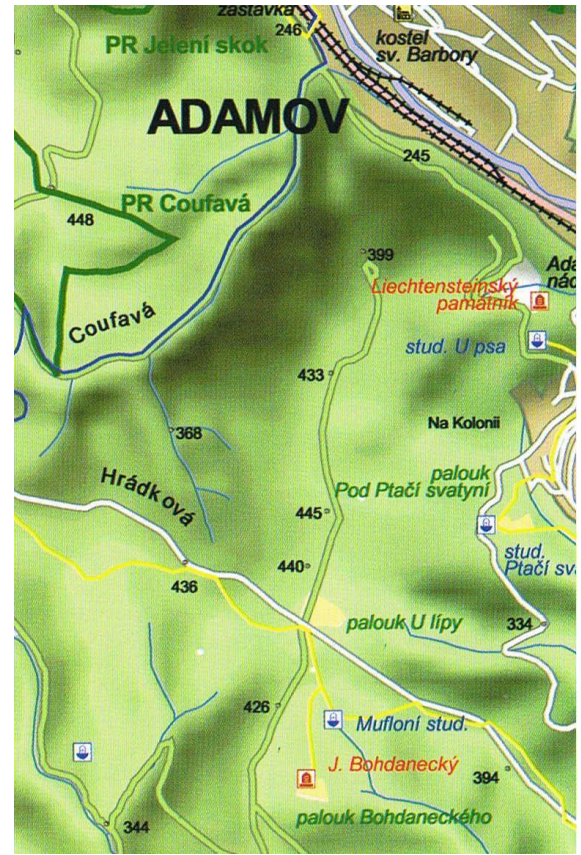 zastávka
246
kostel
sv. Barbory
PR Jelení skok
ADAMOV
245
PR Coufavá
448
399
Liechtensteinský
památník
Coufavá
stud. U psa
433
Na Kolonii
368
palouk
Pod Ptačí svatyní
Hrádková
445
stud.
440
436
palouk U lípy
334
426
Mufloní stud.
J. Bohdanecký
394
palouk Bohdaneckého
344